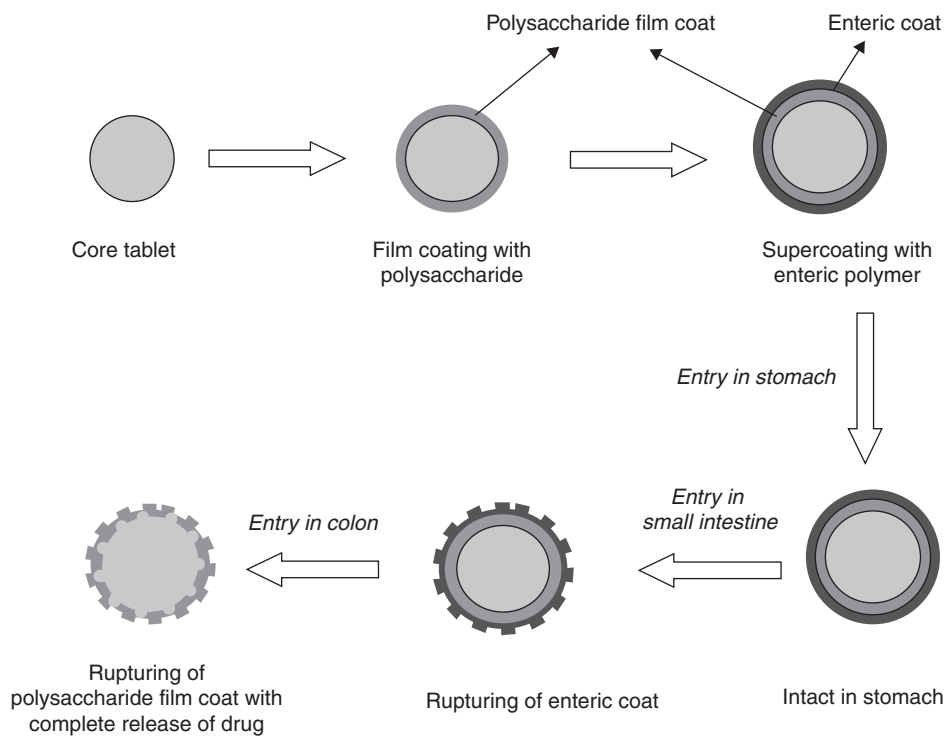 Polysaccharide film coat
Enteric coat
Core tablet
Film coating with
polysaccharide
Supercoating with
enteric polymer
Entry in stomach
Intact in stomach
Entry in
small intestine
Rupturing of enteric coat
Entry in colon
Rupturing of
polysaccharide film coat with
complete release of drug